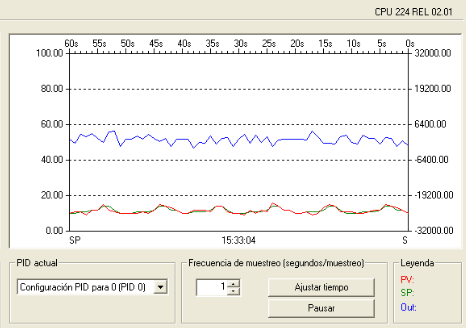 CPU 224 REL 02.01
60s 55s 50s 45s 40s 35s 30s 25s 20s 15s 10s 5s 0s
100.00 32000.00
80.00 19200.00
60.00 6400.00
40.00 -6400.00
20.00 -19200.00
0.00 -32000.00
SP 15:33:04 S
PID actual
Configuración PID para 0 (PID 0)
Frecuencia de muestreo (segundos/muestreo)
1
Ajustar tiempo
Pausar
Leyenda
PV:
SP:
Out: